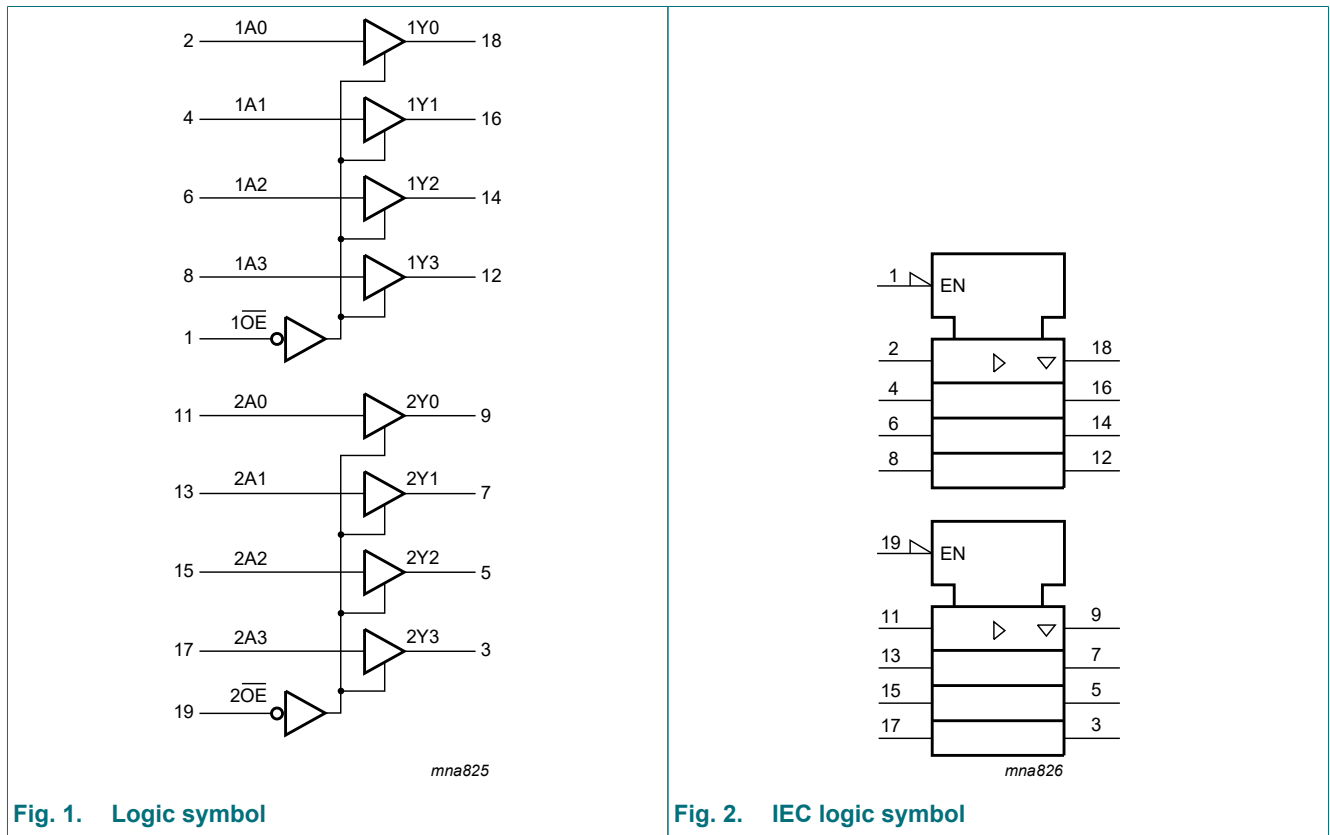 2 1A0 1Y0 18
4 1A1 1Y1 16
6 1A2 1Y2 14
8 1A3 1Y3 12
1 1O̅E̅
11 2A0 2Y0 9
13 2A1 2Y1 7
15 2A2 2Y2 5
17 2A3 2Y3 3
19 2O̅E̅
mna825
Fig. 1. Logic symbol
1 EN
2 18
4 16
6 14
8 12
19 EN
11 9
13 7
15 5
17 3
mna826
Fig. 2. IEC logic symbol